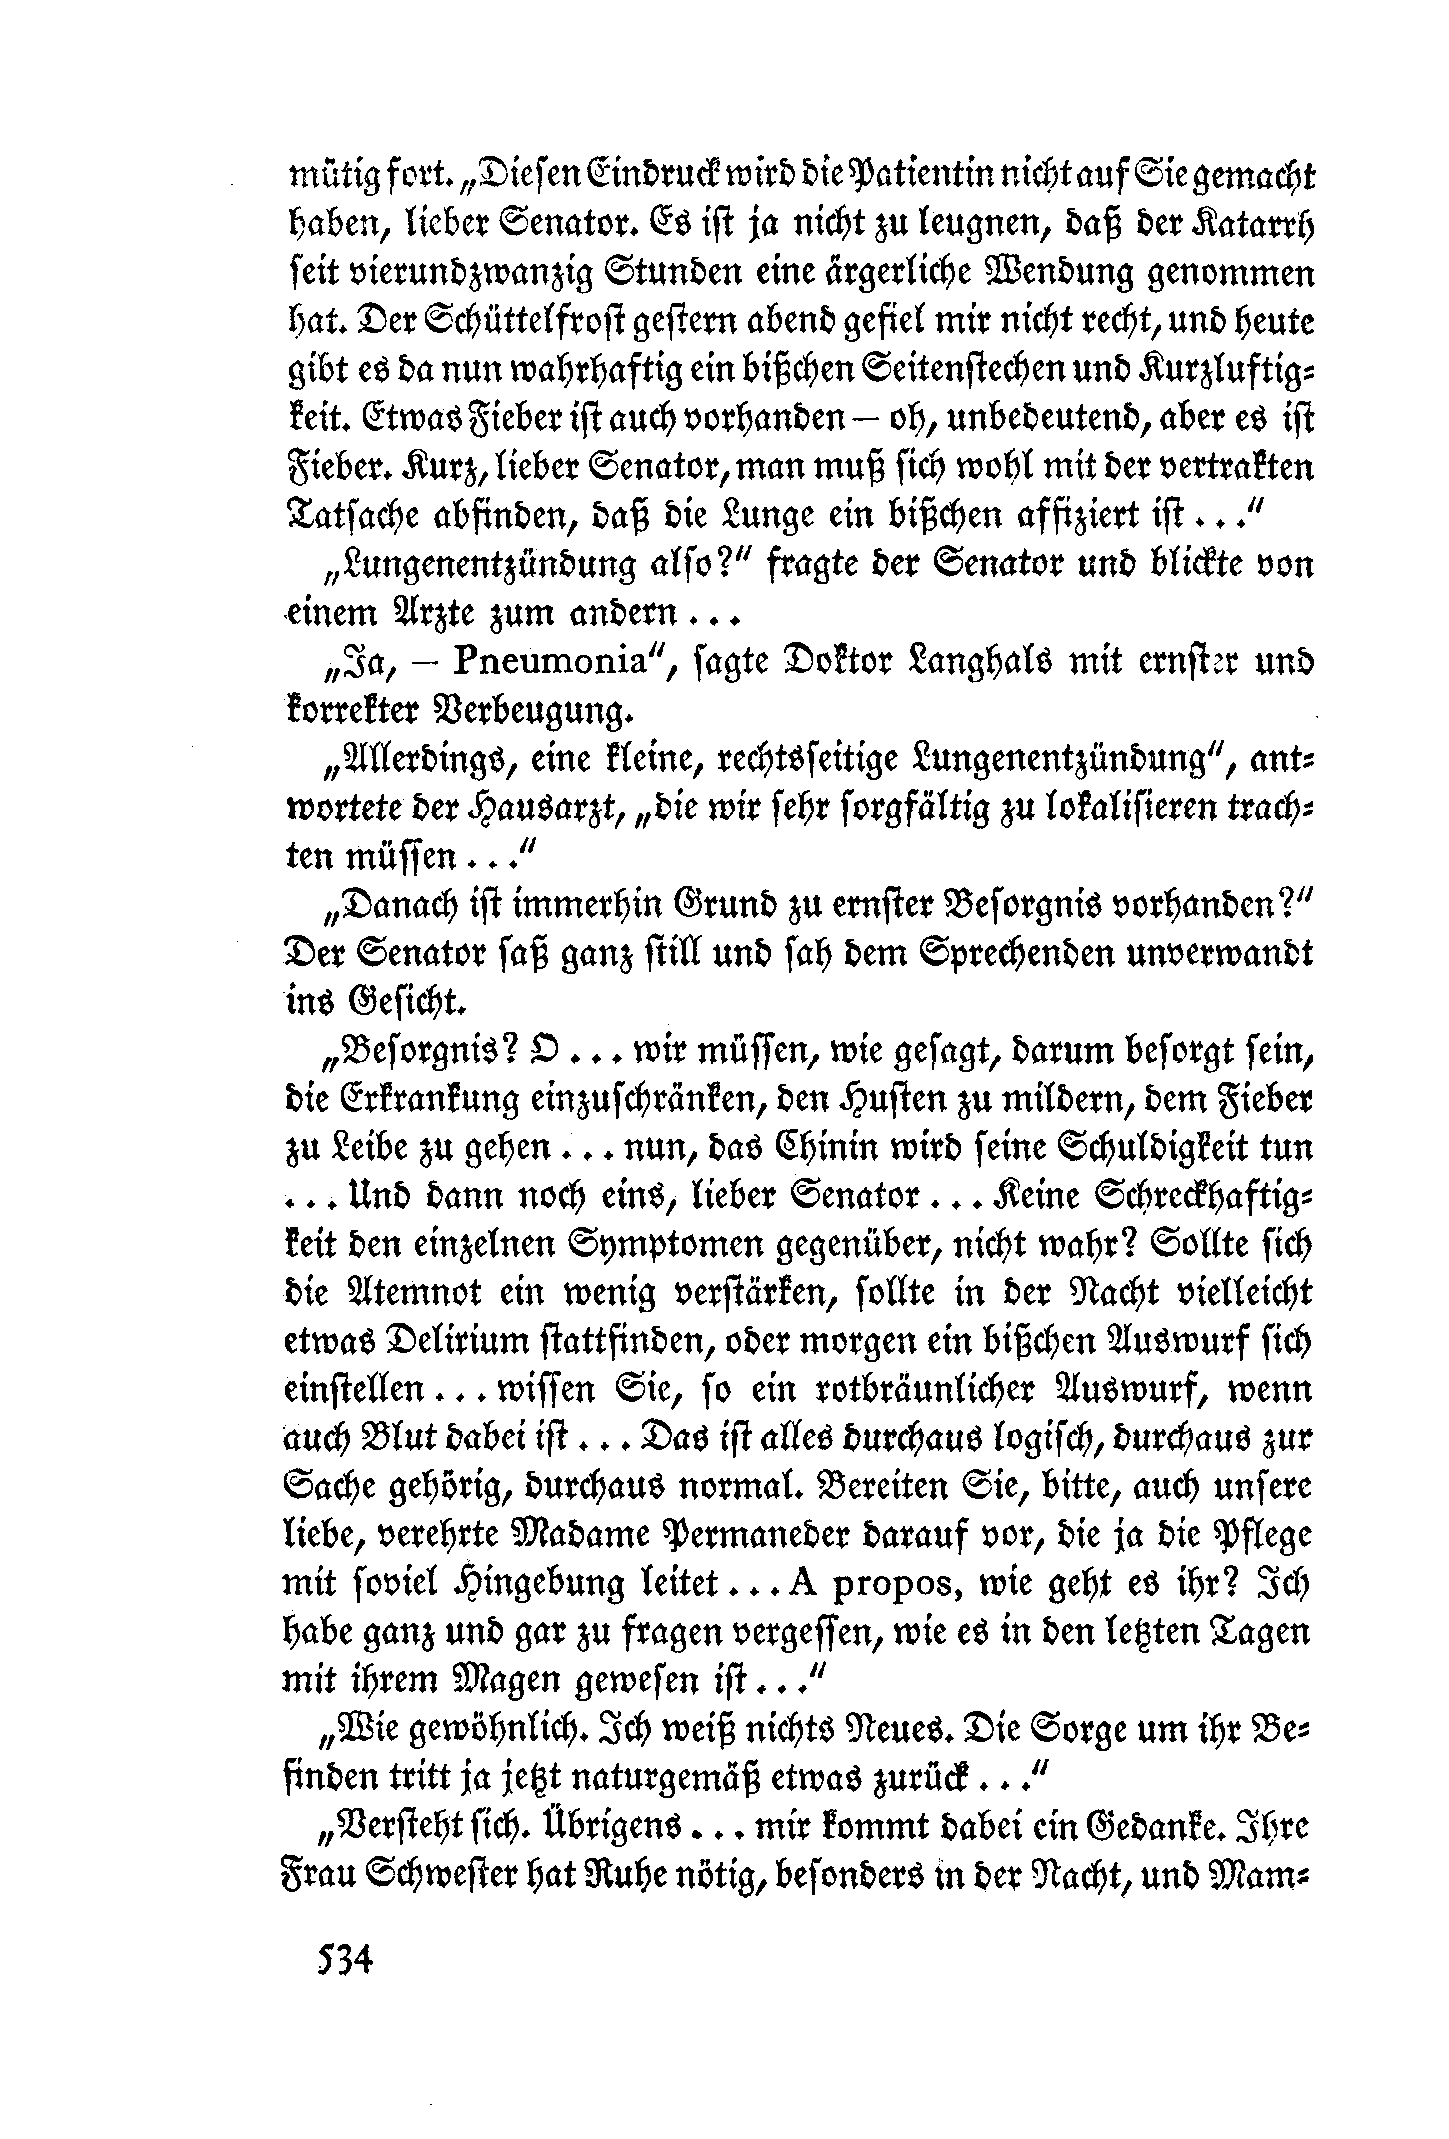 mütig fort. „Diesen Eindruck wird die Patientin nicht auf Sie gemacht
haben, lieber Senator. Es ist ja nicht zu leugnen, daß der Katarrh
seit vierundzwanzig Stunden eine ärgerliche Wendung genommen
hat. Der Schüttelfrost gestern abend gefiel mir nicht recht, und heute
gibt es da nun wahrhaftig ein bißchen Seitenstechen und Kurzluftig-
keit. Etwas Fieber ist auch vorhanden — oh, unbedeutend, aber es ist
Fieber. Kurz, lieber Senator, man muß sich wohl mit der vertrakten
Tatsache abfinden, daß die Lunge ein bißchen affiziert ist . . .“
„Lungenentzündung also?“ fragte der Senator und blickte von
einem Arzte zum andern . . .
„Ja, — Pneumonia“, sagte Doktor Langhals mit ernster und
korrekter Verbeugung.
„Allerdings, eine kleine, rechtsseitige Lungenentzündung“, ant-
wortete der Hausarzt, „die wir sehr sorgfältig zu lokalisieren trach-
ten müssen . . .“
„Danach ist immerhin Grund zu ernster Besorgnis vorhanden?“
Der Senator saß ganz still und sah dem Sprechenden unverwandt
ins Gesicht.
„Besorgnis? O . . . wir müssen, wie gesagt, darum besorgt sein,
die Erkrankung einzuschränken, den Husten zu mildern, dem Fieber
zu Leibe zu gehen . . . nun, das Chinin wird seine Schuldigkeit tun
. . . Und dann noch eins, lieber Senator . . . Keine Schreckhaftig-
keit den einzelnen Symptomen gegenüber, nicht wahr? Sollte sich
die Atemnot ein wenig verstärken, sollte in der Nacht vielleicht
etwas Delirium stattfinden, oder morgen ein bißchen Auswurf sich
einstellen . . . wissen Sie, so ein rotbräunlicher Auswurf, wenn
auch Blut dabei ist . . . Das ist alles durchaus logisch, durchaus zur
Sache gehörig, durchaus normal. Bereiten Sie, bitte, auch unsere
liebe, verehrte Madame Permaneder darauf vor, die ja die Pflege
mit soviel Hingebung leitet . . . A propos, wie geht es ihr? Ich
habe ganz und gar zu fragen vergessen, wie es in den letzten Tagen
mit ihrem Magen gewesen ist . . .“
„Wie gewöhnlich. Ich weiß nichts Neues. Die Sorge um ihr Be-
finden tritt ja jetzt naturgemäß etwas zurück . . .“
„Versteht sich. Übrigens . . . mir kommt dabei ein Gedanke. Ihre
Frau Schwester hat Ruhe nötig, besonders in der Nacht, und Mam-
534